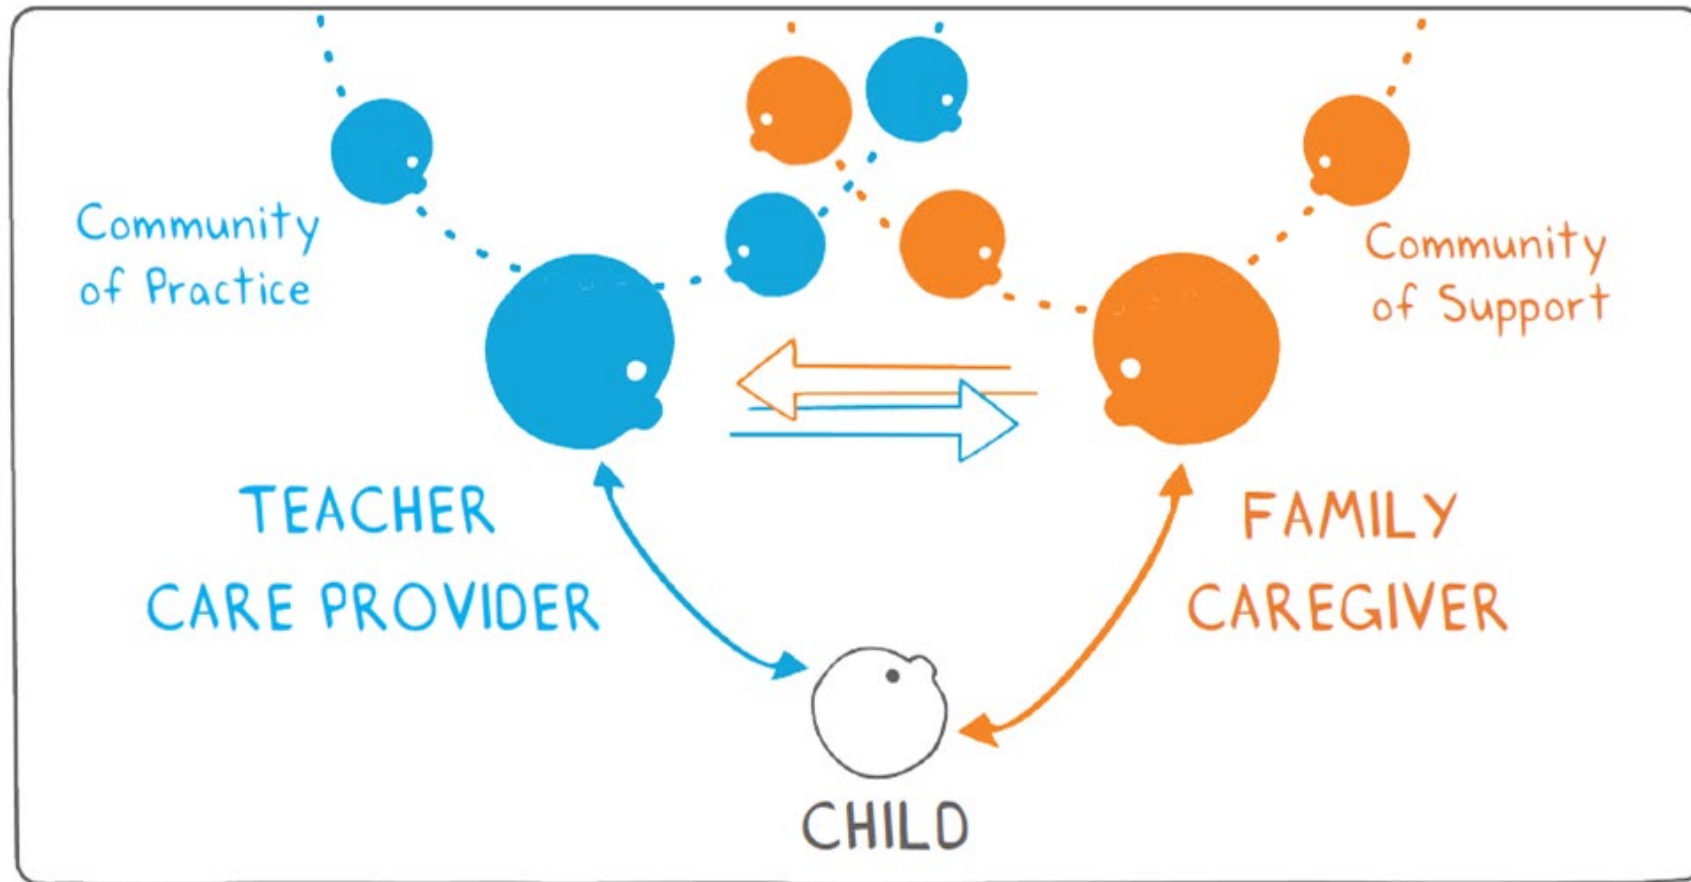 Community
of Practice
Community
of Support
TEACHER
CARE PROVIDER
FAMILY
CAREGIVER
CHILD